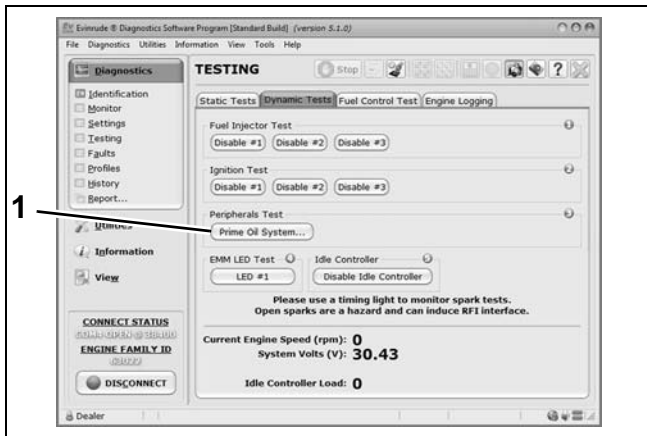 Evinrude ® Diagnostics Software Program [Standard Build] (version 5.1.0)
File Diagnostics Utilities Information View Tools Help
Diagnostics
Identification
Monitor
Settings
Testing
Faults
Profiles
History
Report...
Utilities
Information
View
CONNECT STATUS
COM4 OPEN @ 38400
ENGINE FAMILY ID
DISCONNECT
TESTING
Stop
Static Tests Dynamic Tests Fuel Control Test Engine Logging
Fuel Injector Test
Disable #1 Disable #2 Disable #3
Ignition Test
Disable #1 Disable #2 Disable #3
Peripherals Test
1
Prime Oil System...
EMM LED Test Idle Controller
LED #1 Disable Idle Controller
Please use a timing light to monitor spark tests.
Open sparks are a hazard and can induce RFI interface.
Current Engine Speed (rpm): 0
System Volts (V): 30.43
Idle Controller Load: 0
Dealer